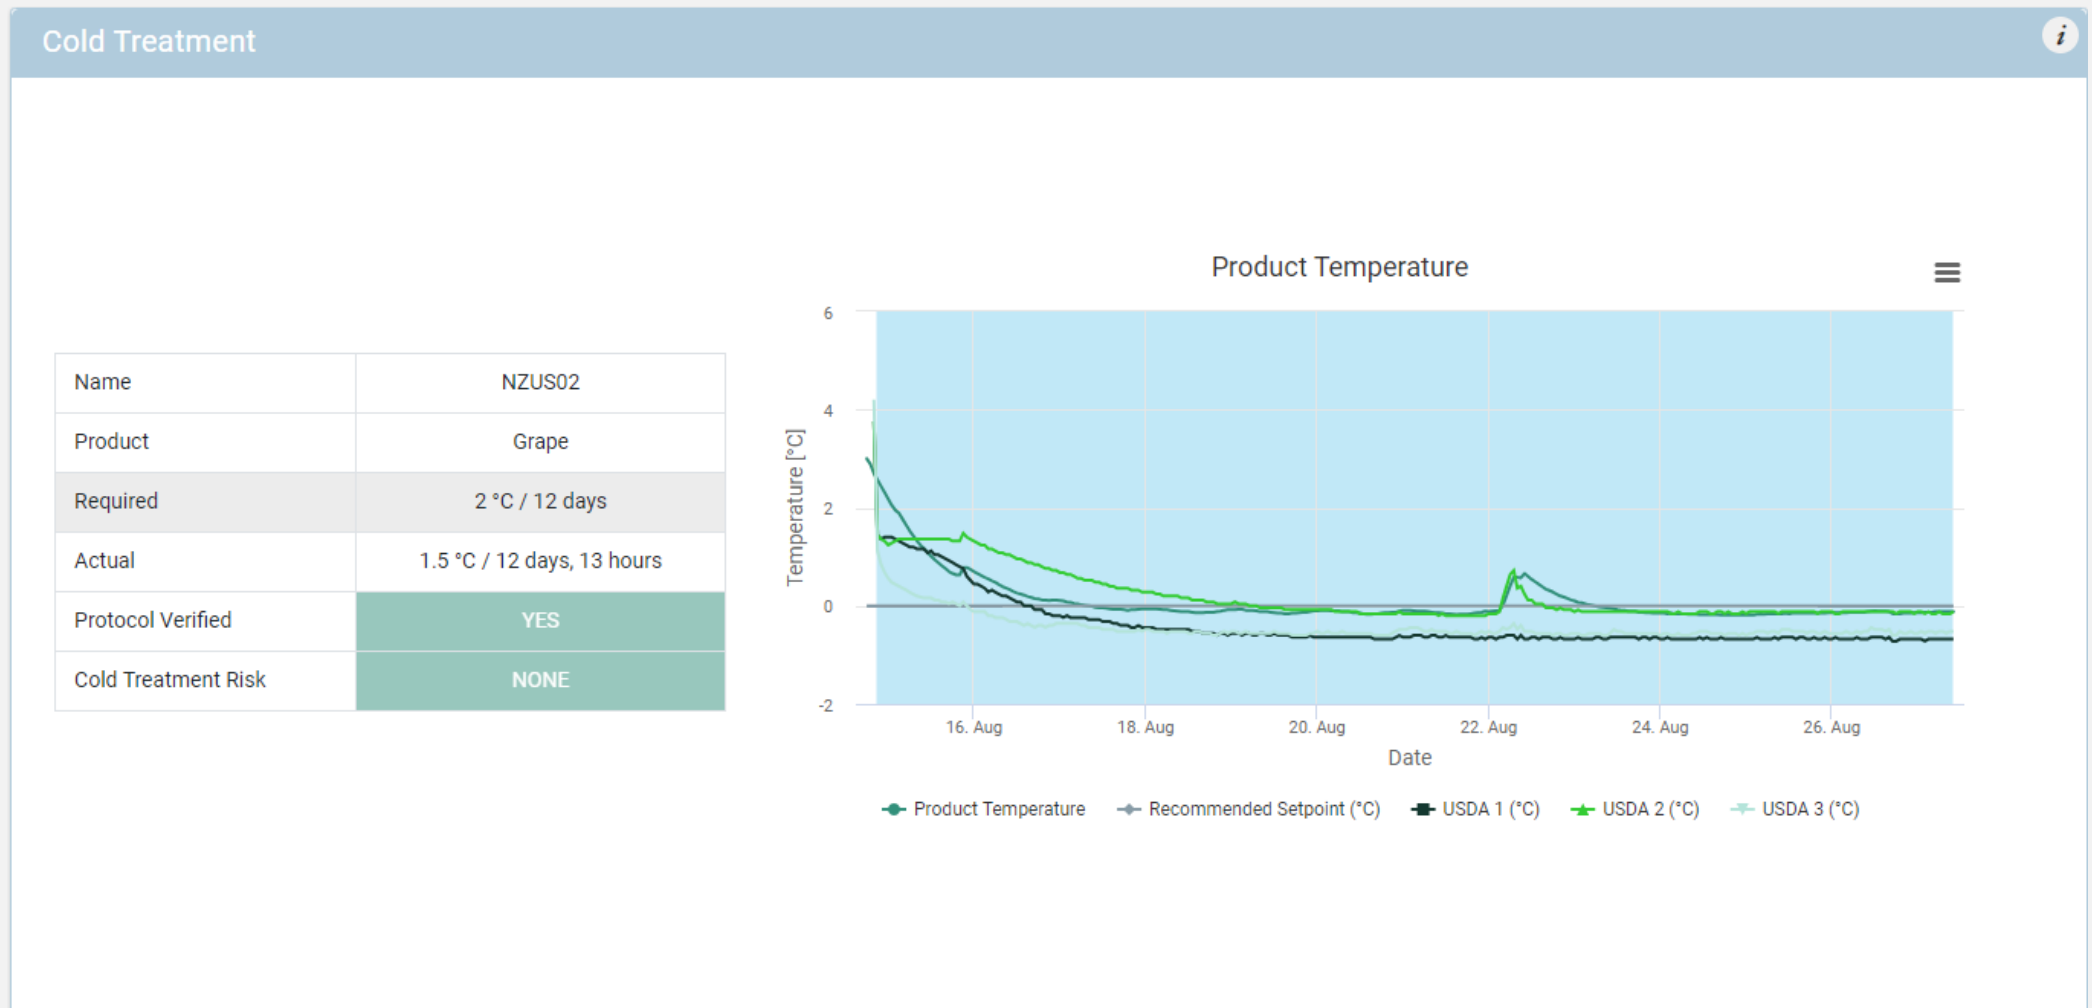 Cold Treatment
i
Name NZUS02
Product Grape
Required 2 °C / 12 days
Actual 1.5 °C / 12 days, 13 hours
Protocol Verified YES
Cold Treatment Risk NONE
Product Temperature
Temperature [°C]
6
4
2
0
-2
16. Aug 18. Aug 20. Aug 22. Aug 24. Aug 26. Aug
Date
Product Temperature Recommended Setpoint (°C) USDA 1 (°C) USDA 2 (°C) USDA 3 (°C)